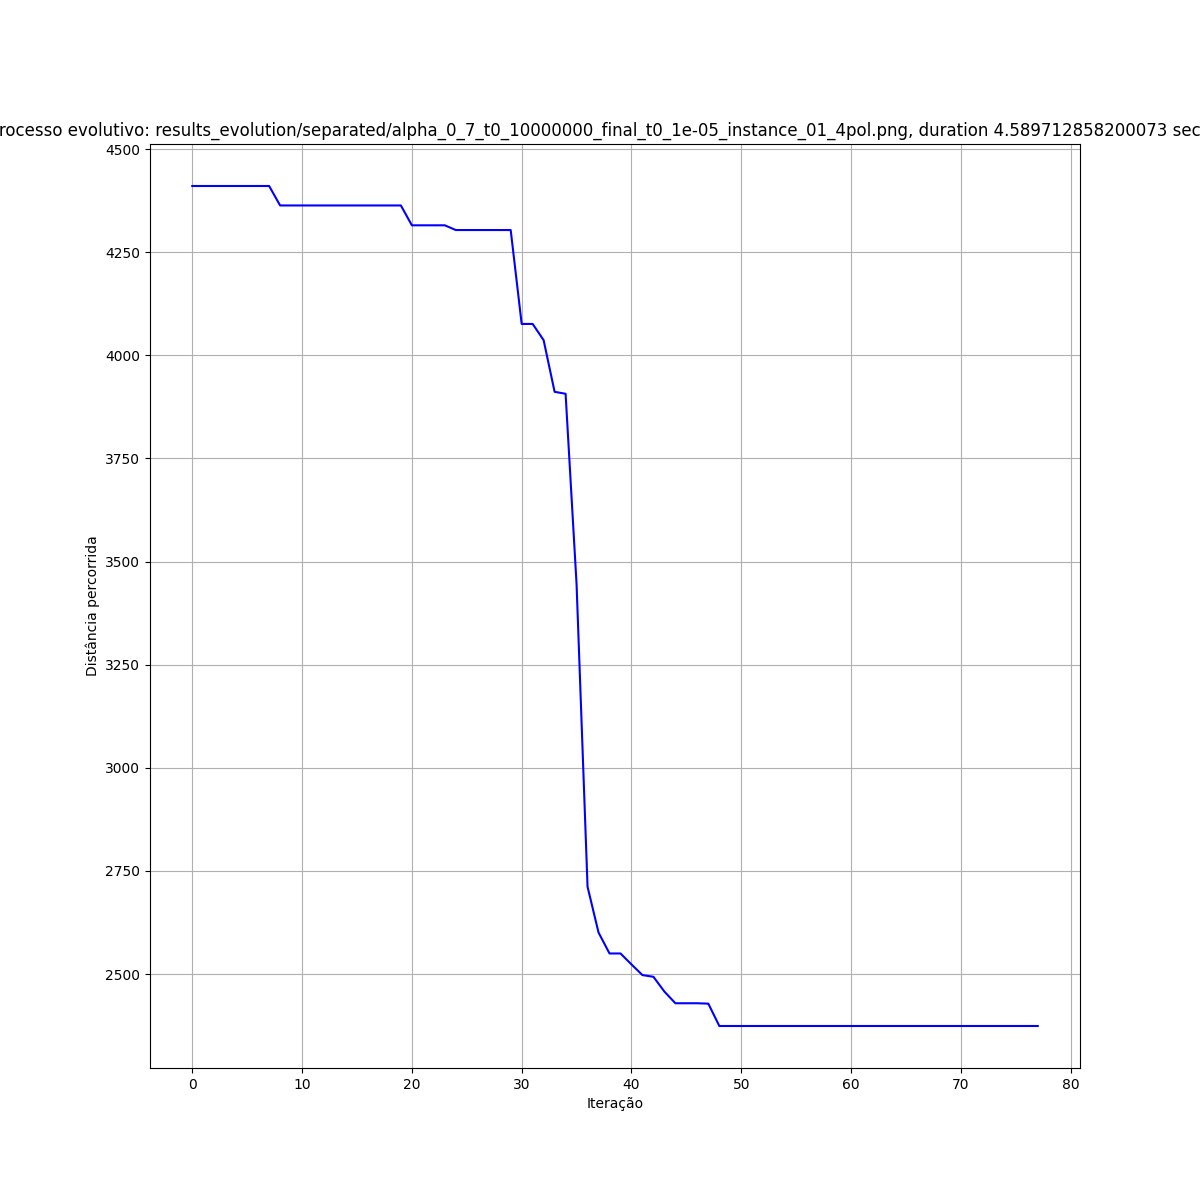 rocesso evolutivo: results_evolution/separated/alpha_0_7_t0_10000000_final_t0_1e-05_instance_01_4pol.png, duration 4.589712858200073 sec
4500
4250
4000
3750
3500
3250
3000
2750
2500
Distância percorrida
0 10 20 30 40 50 60 70 80
Iteração